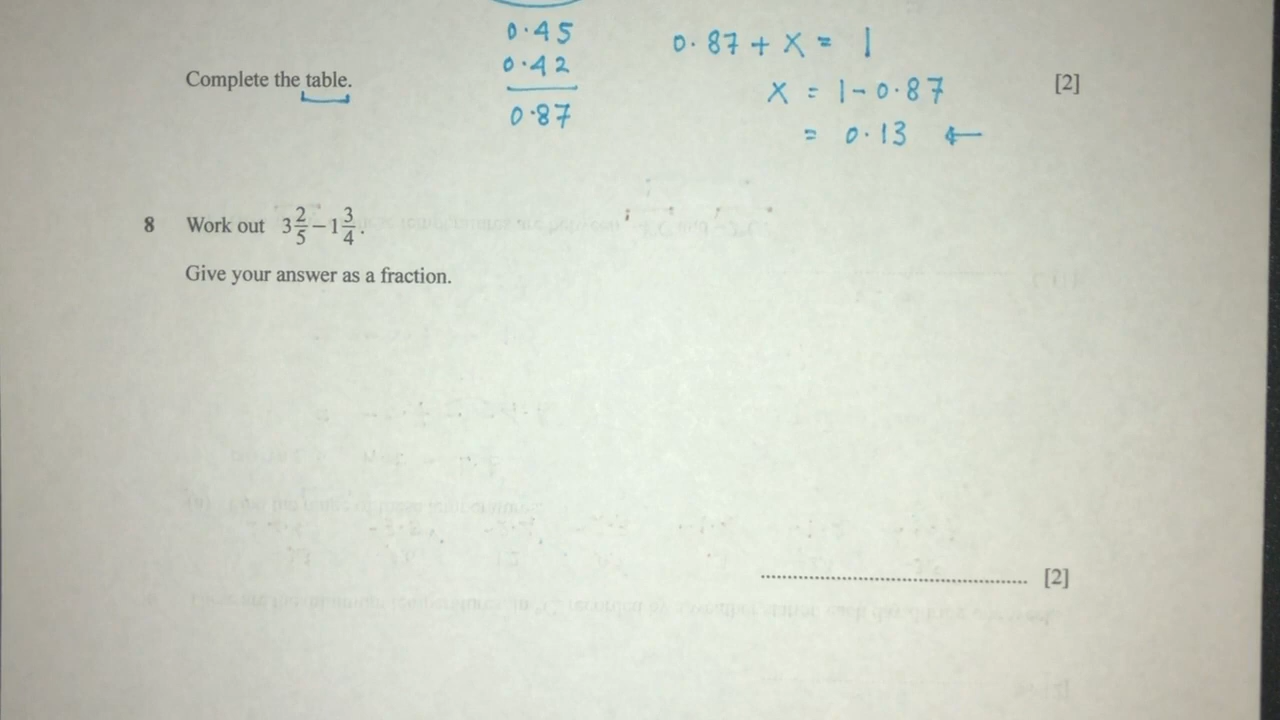 0.45
0.42
0.87
0.87 + x = 1
Complete the table.
x = 1 - 0.87
[2]
= 0.13 ←
8 Work out 3 2/5 − 1 3/4.
Give your answer as a fraction.
[2]